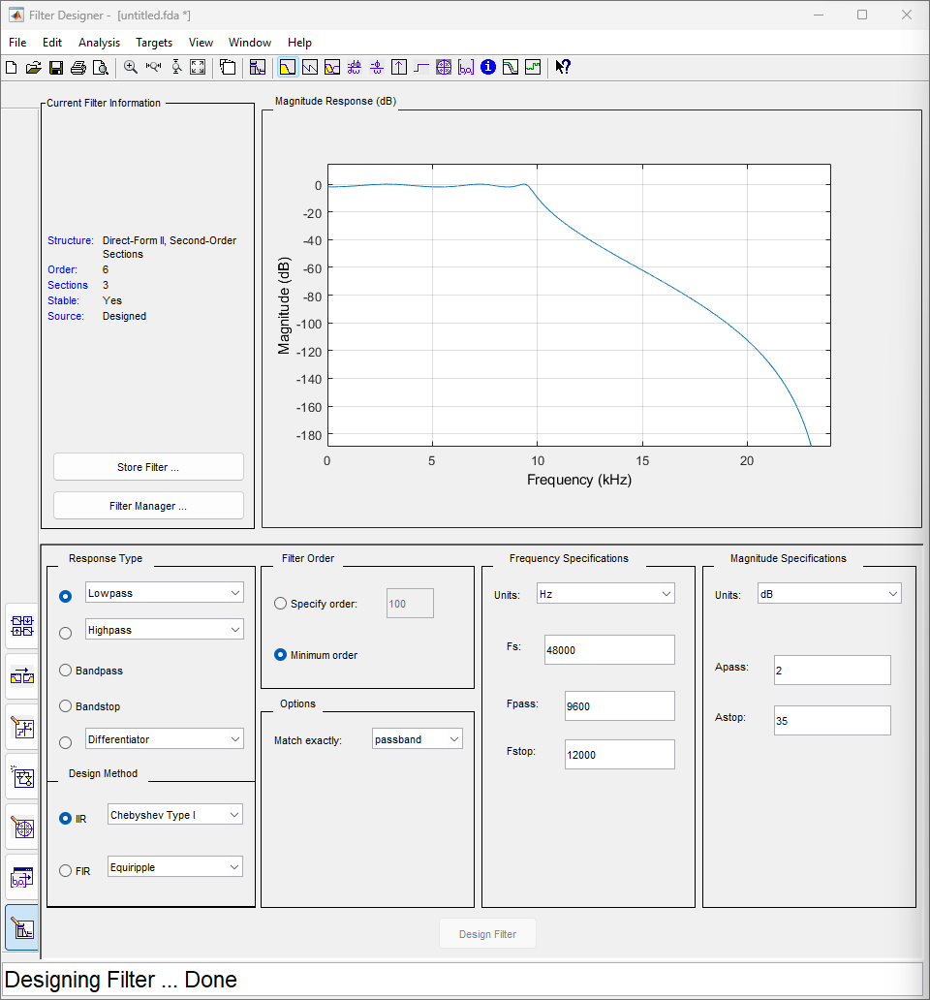 Filter Designer - [untitled.fda *]
File Edit Analysis Targets View Window Help
Current Filter Information
Structure: Direct-Form II, Second-Order
Sections
Order: 6
Sections 3
Stable: Yes
Source: Designed
Store Filter ...
Filter Manager ...
Magnitude Response (dB)
0
-20
-40
-60
-80
-100
-120
-140
-160
-180
Magnitude (dB)
0 5 10 15 20
Frequency (kHz)
Response Type
Lowpass
Highpass
Bandpass
Bandstop
Differentiator
Design Method
IIR Chebyshev Type I
FIR Equiripple
Filter Order
Specify order: 100
Minimum order
Options
Match exactly: passband
Frequency Specifications
Units: Hz
Fs: 48000
Fpass: 9600
Fstop: 12000
Magnitude Specifications
Units: dB
Apass: 2
Astop: 35
Design Filter
Designing Filter ... Done